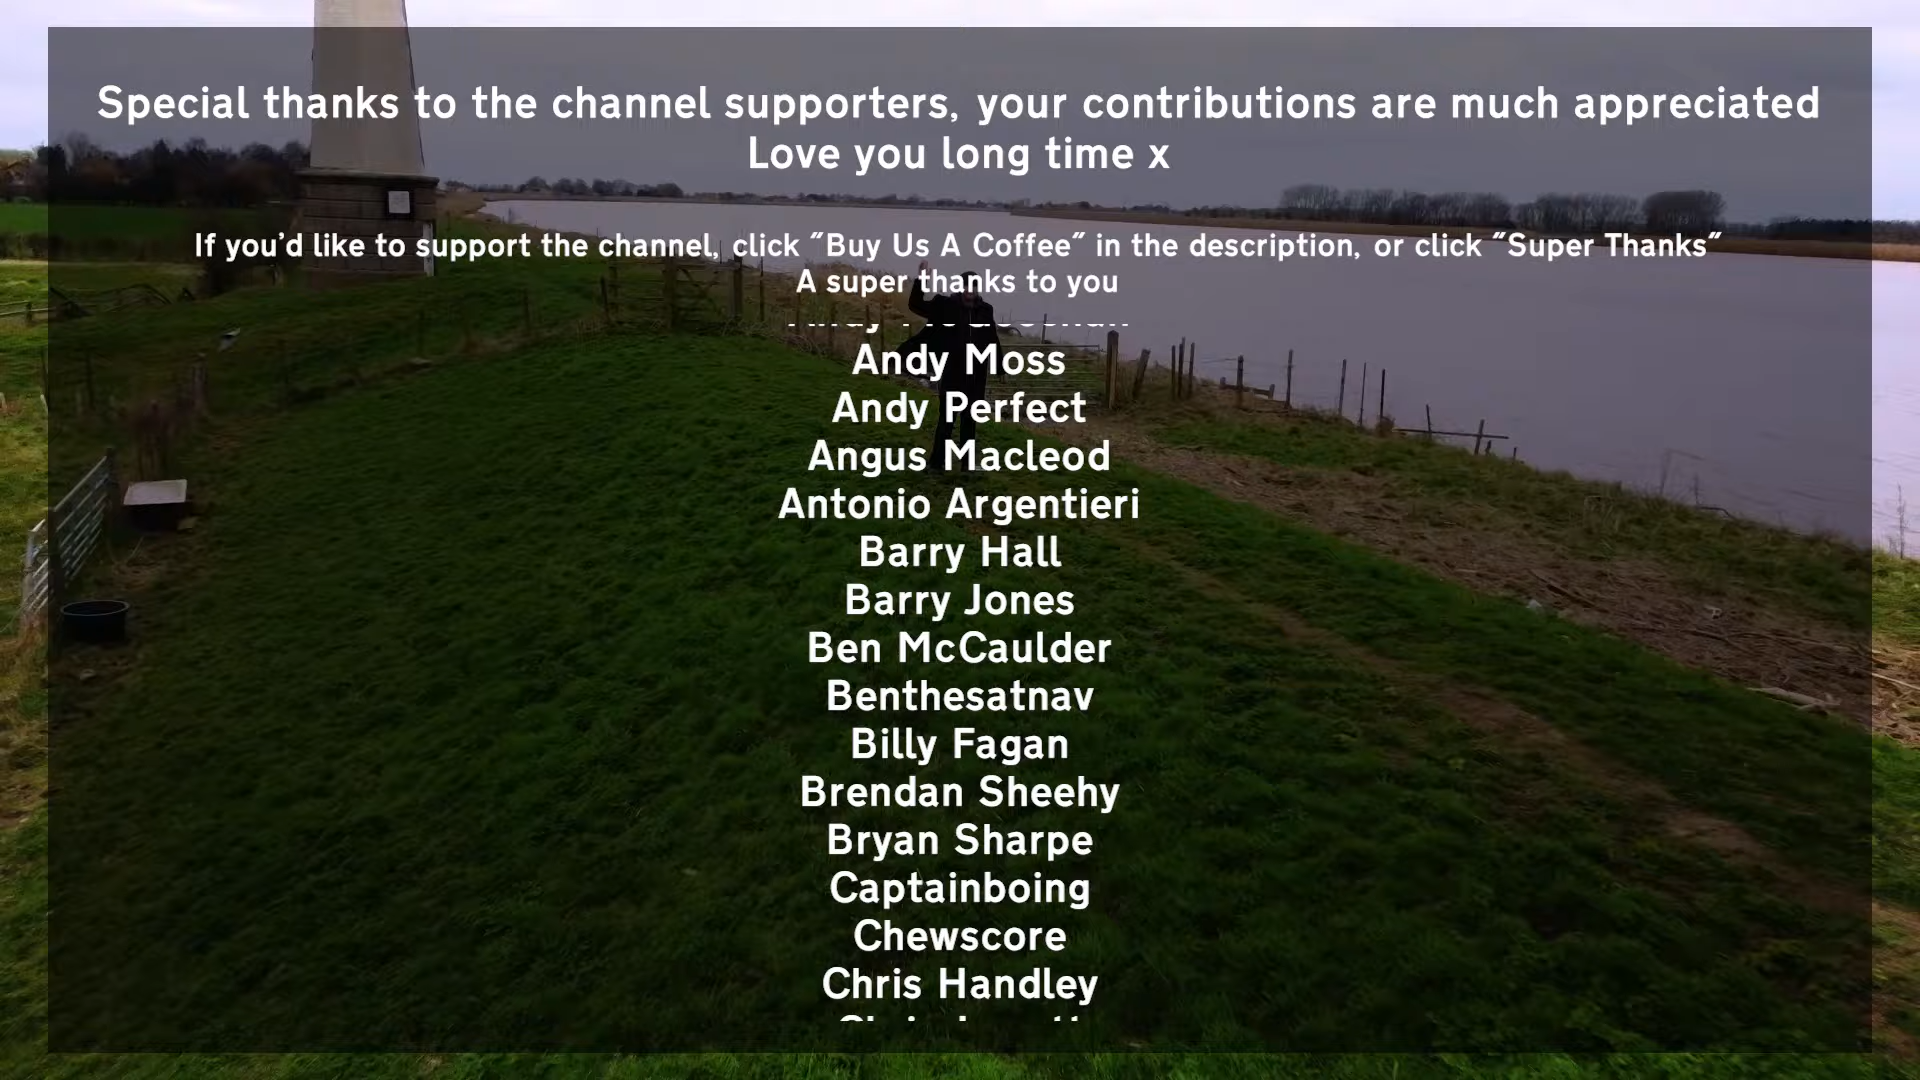 Special thanks to the channel supporters, your contributions are much appreciated
Love you long time x
If you'd like to support the channel, click "Buy Us A Coffee" in the description, or click "Super Thanks"
A super thanks to you
Andy Moss
Andy Perfect
Angus Macleod
Antonio Argentieri
Barry Hall
Barry Jones
Ben McCaulder
Benthesatnav
Billy Fagan
Brendan Sheehy
Bryan Sharpe
Captainboing
Chewscore
Chris Handley